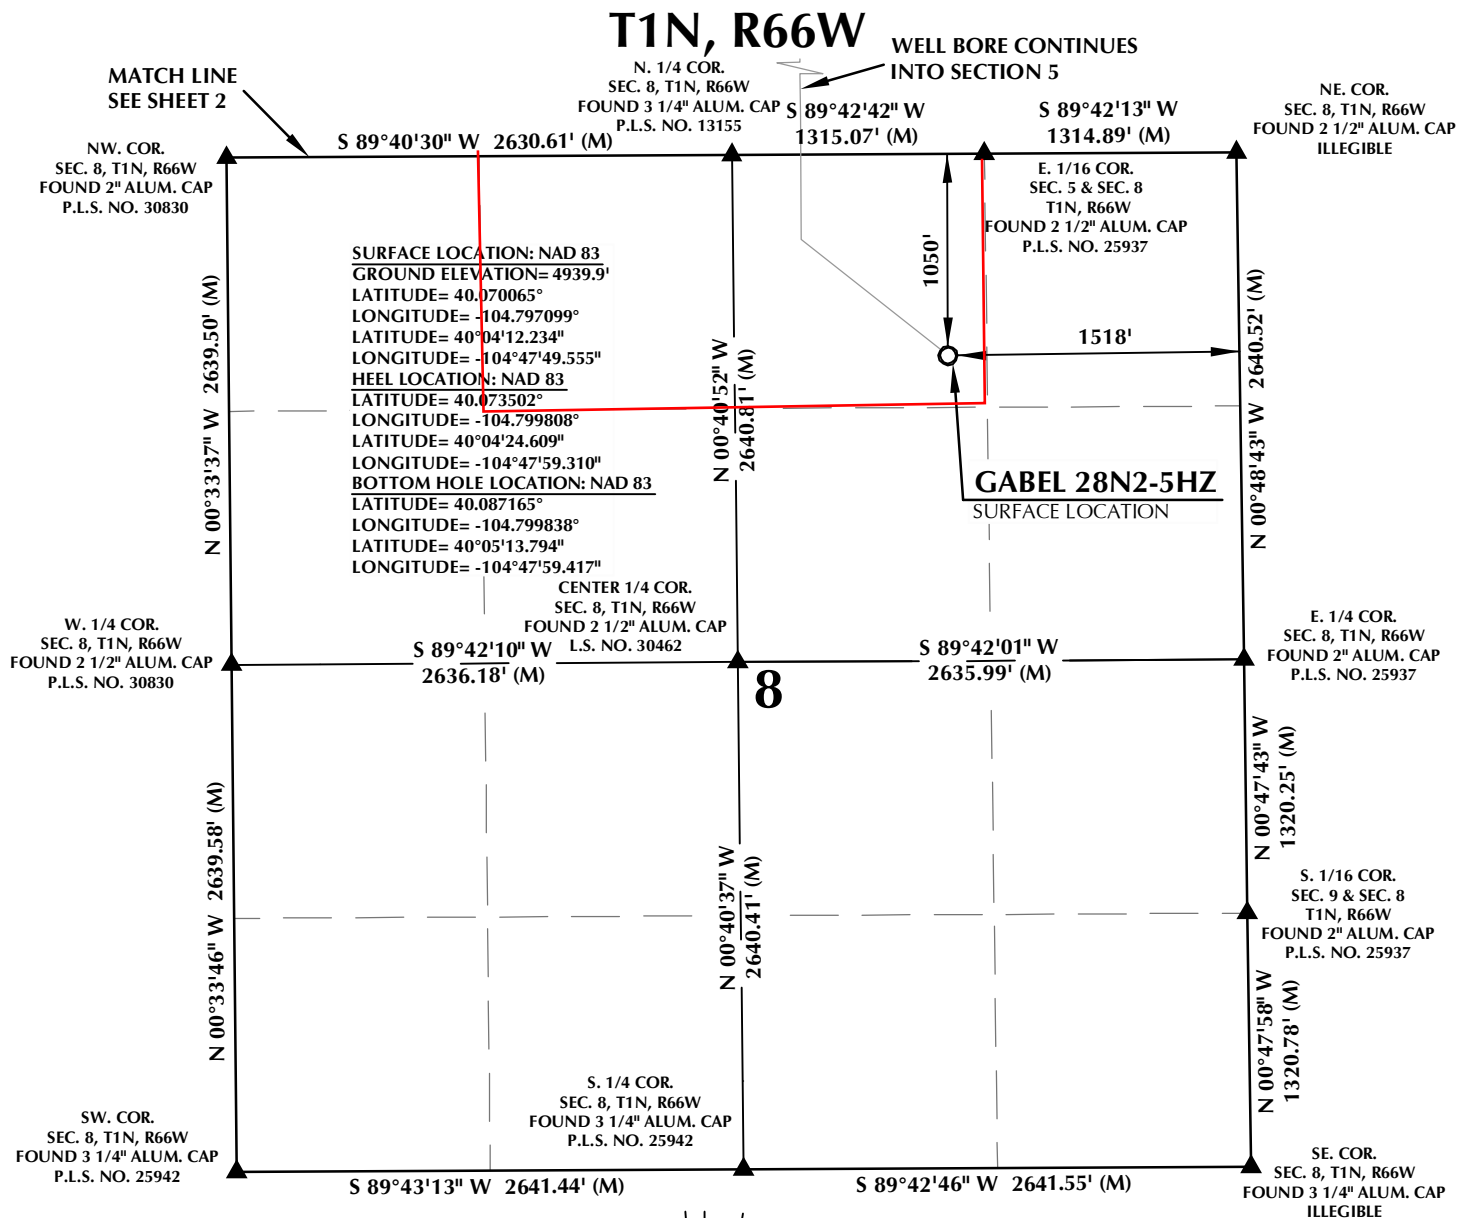 T1N, R66W
MATCH LINE
SEE SHEET 2
N. 1/4 COR.
SEC. 8, T1N, R66W
FOUND 3 1/4" ALUM. CAP
P.L.S. NO. 13155
WELL BORE CONTINUES
INTO SECTION 5
NE. COR.
SEC. 8, T1N, R66W
FOUND 2 1/2" ALUM. CAP
ILLEGIBLE
S 89°40'30" W 2630.61' (M)
S 89°42'42" W
1315.07' (M)
S 89°42'13" W
1314.89' (M)
NW. COR.
SEC. 8, T1N, R66W
FOUND 2" ALUM. CAP
P.L.S. NO. 30830
E. 1/16 COR.
SEC. 5 & SEC. 8
T1N, R66W
FOUND 2 1/2" ALUM. CAP
P.L.S. NO. 25937
SURFACE LOCATION: NAD 83
GROUND ELEVATION= 4939.9'
LATITUDE= 40.070065°
LONGITUDE= -104.797099°
LATITUDE= 40°04'12.234"
LONGITUDE= -104°47'49.555"
HEEL LOCATION: NAD 83
LATITUDE= 40.073502°
LONGITUDE= -104.799808°
LATITUDE= 40°04'24.609"
LONGITUDE= -104°47'59.310"
BOTTOM HOLE LOCATION: NAD 83
LATITUDE= 40.087165°
LONGITUDE= -104.799838°
LATITUDE= 40°05'13.794"
LONGITUDE= -104°47'59.417"
N 00°33'37" W 2639.50' (M)
N 00°40'52" W
2640.81' (M)
1050'
1518'
N 00°48'43" W 2640.52' (M)
GABEL 28N2-5HZ
SURFACE LOCATION
W. 1/4 COR.
SEC. 8, T1N, R66W
FOUND 2 1/2" ALUM. CAP
P.L.S. NO. 30830
CENTER 1/4 COR.
SEC. 8, T1N, R66W
FOUND 2 1/2" ALUM. CAP
L.S. NO. 30462
E. 1/4 COR.
SEC. 8, T1N, R66W
FOUND 2" ALUM. CAP
P.L.S. NO. 25937
S 89°42'10" W
2636.18' (M)
S 89°42'01" W
2635.99' (M)
8
N 00°33'46" W 2639.58' (M)
N 00°40'37" W
2640.41' (M)
N 00°47'43" W
1320.25' (M)
S. 1/16 COR.
SEC. 9 & SEC. 8
T1N, R66W
FOUND 2" ALUM. CAP
P.L.S. NO. 25937
N 00°47'58" W
1320.78' (M)
SW. COR.
SEC. 8, T1N, R66W
FOUND 3 1/4" ALUM. CAP
P.L.S. NO. 25942
S. 1/4 COR.
SEC. 8, T1N, R66W
FOUND 3 1/4" ALUM. CAP
P.L.S. NO. 25942
SE. COR.
SEC. 8, T1N, R66W
FOUND 3 1/4" ALUM. CAP
ILLEGIBLE
S 89°43'13" W 2641.44' (M)
S 89°42'46" W 2641.55' (M)